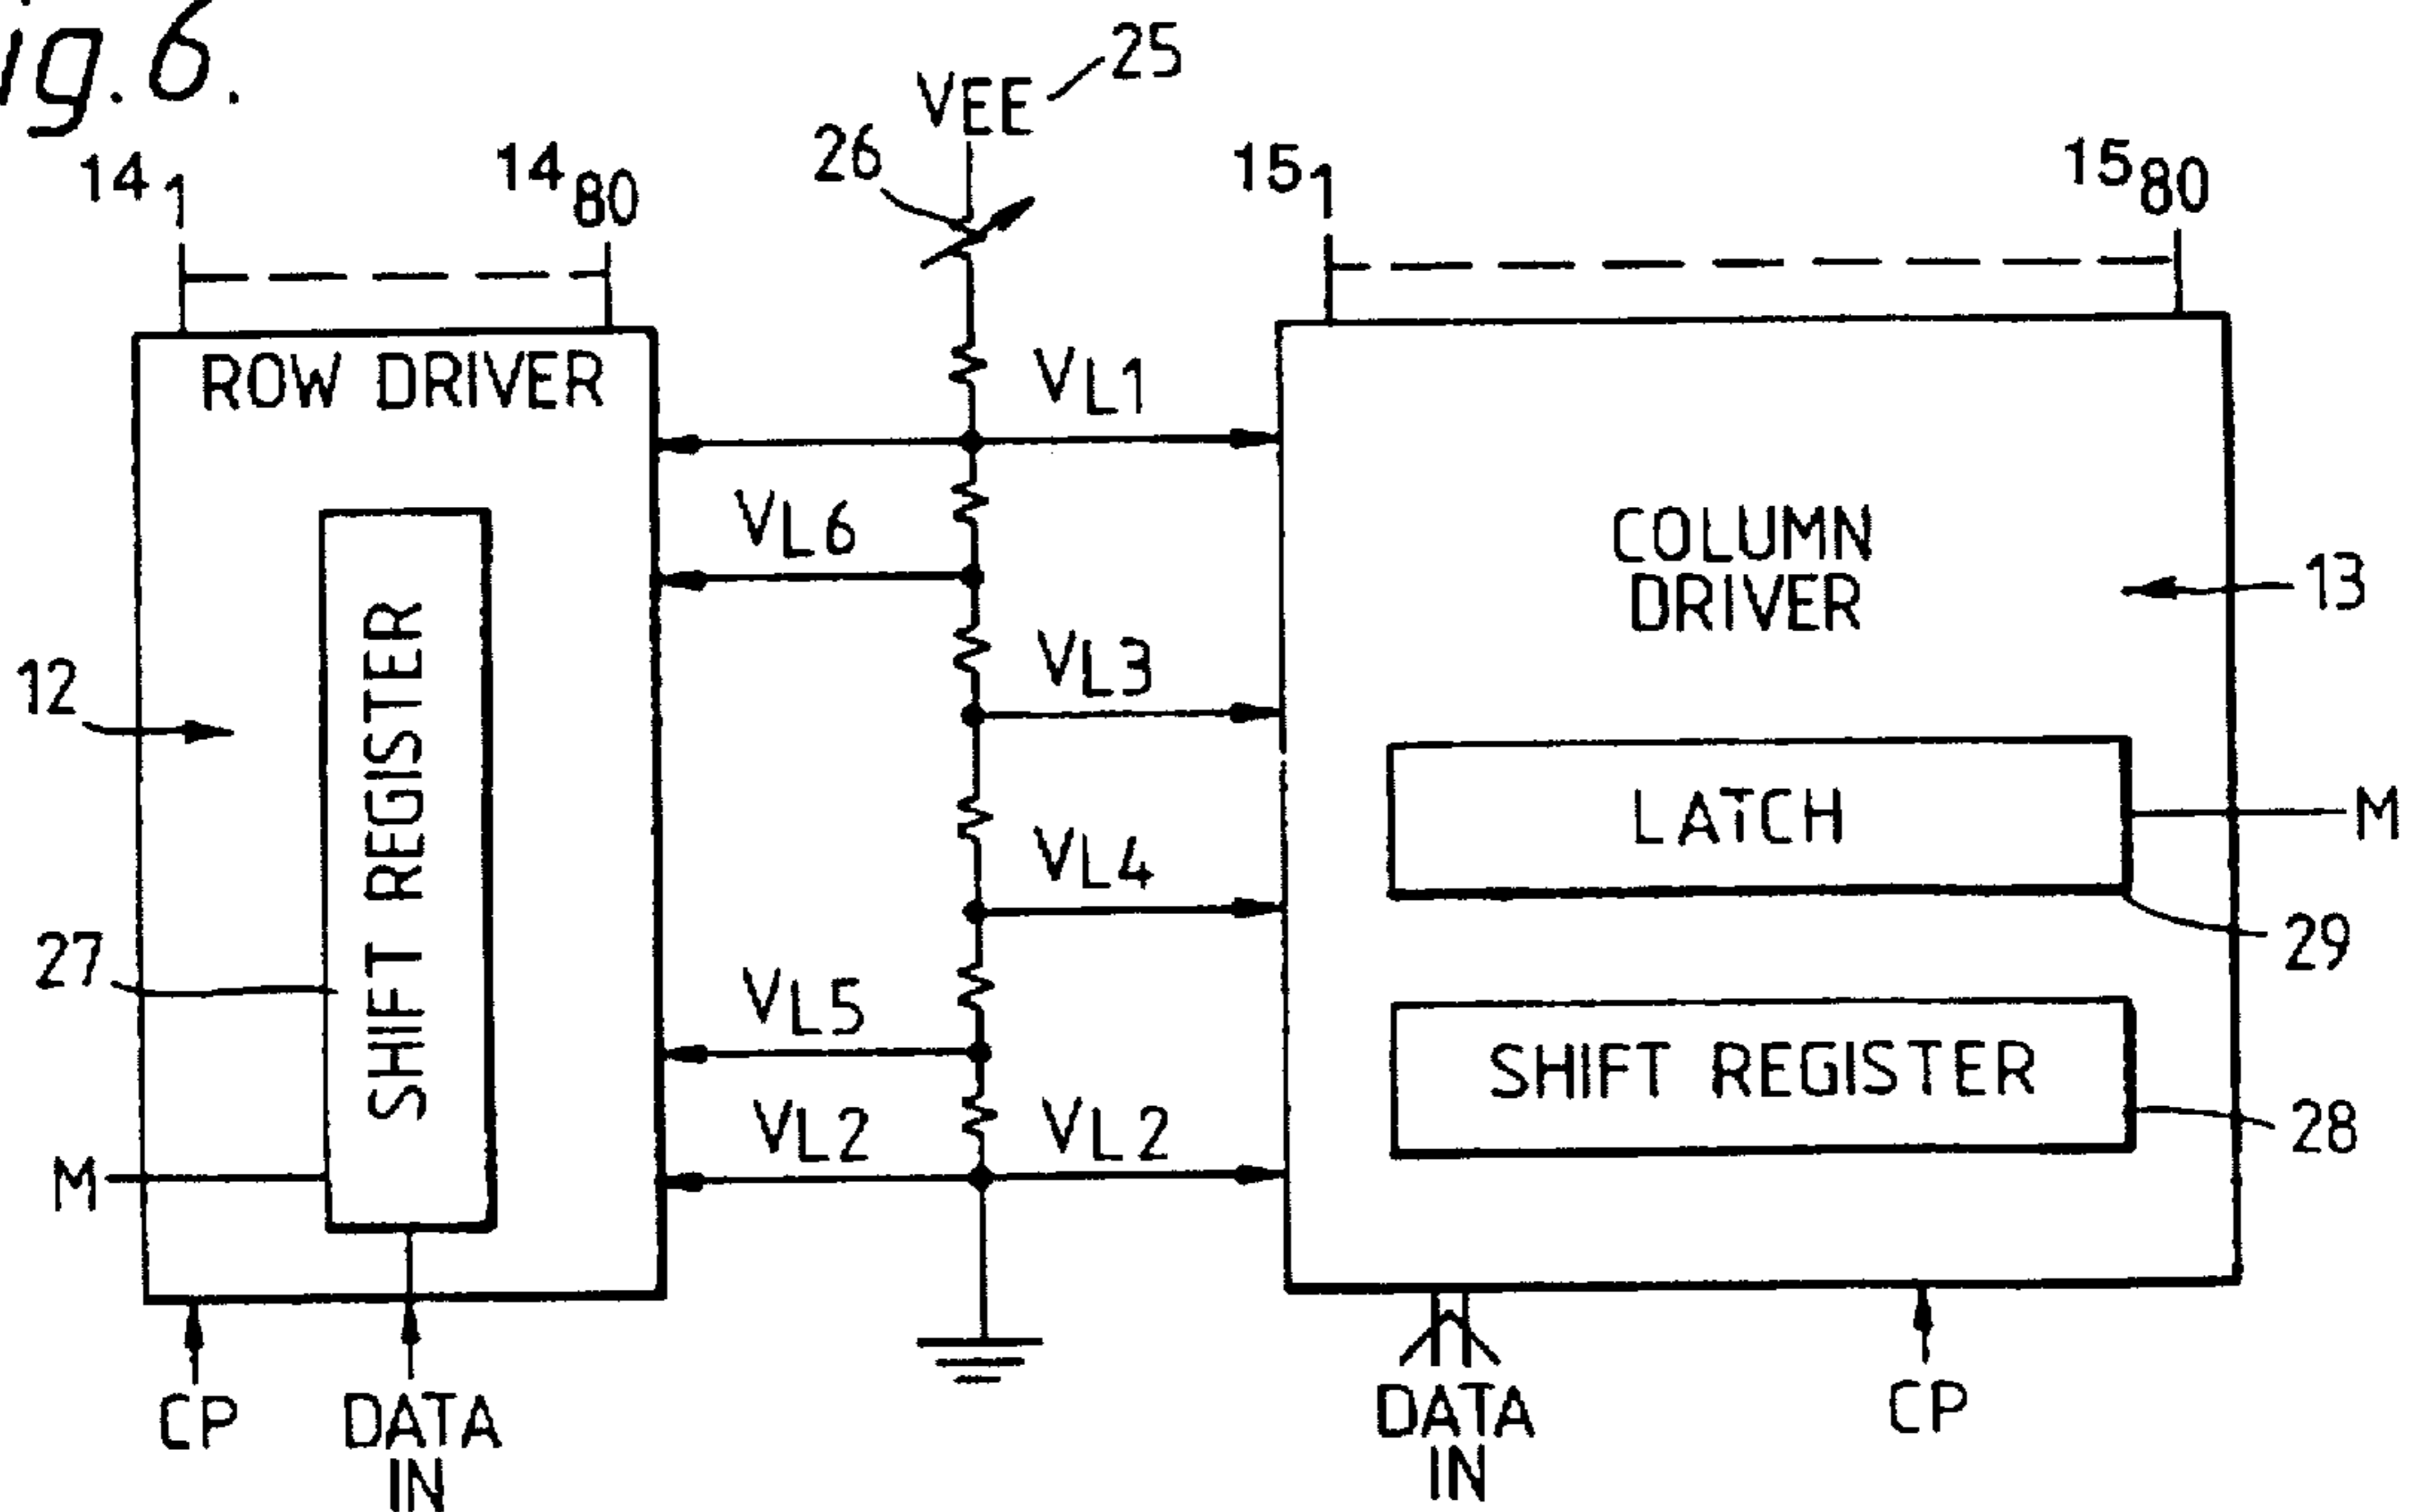 ig. 6.
VEE
25
26
14 1
14 80
15 1
15 80
ROW DRIVER
VL1
VL6
COLUMN
DRIVER
13
VL3
12
SHIFT REGISTER
LATCH
M
VL4
29
27
VL5
SHIFT REGISTER
28
VL2
VL2
M
CP
DATA
IN
DATA
IN
CP